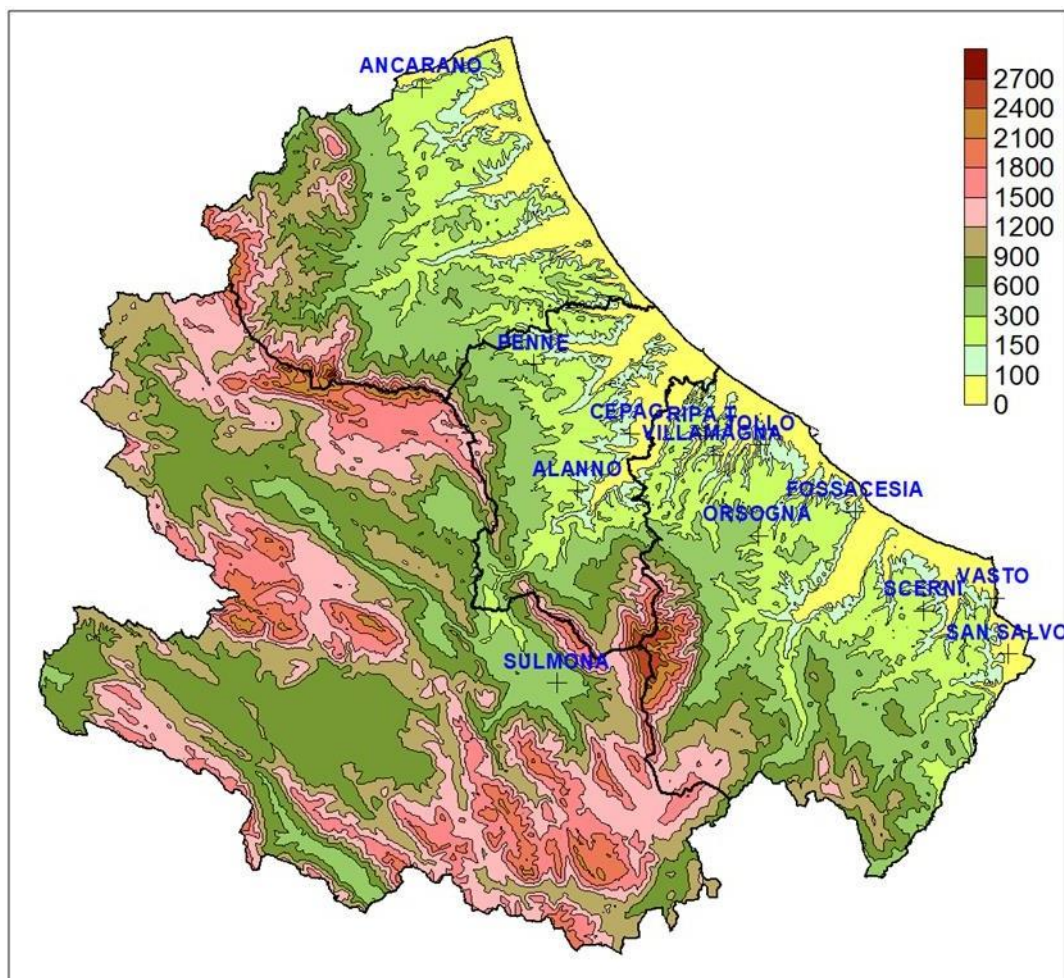 ANCARANO
2700
2400
2100
1800
1500
1200
900
600
300
150
100
0
PENNE
CEPAGRIPA T
TOLLO
VILLAMAGNA
ALANNO
FOSSACESIA
ORSOGNA
VASTO
SCERNI
SAN SALVO
SULMONA